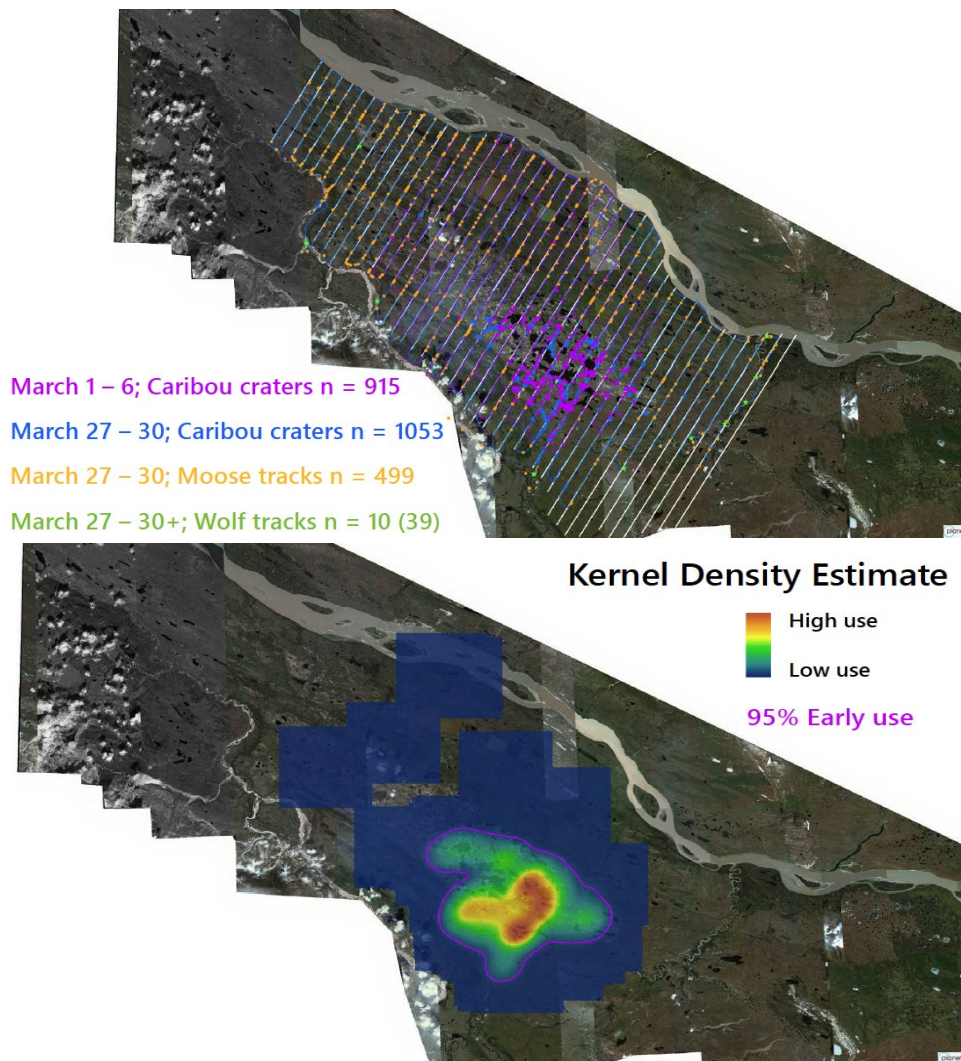 March 1 – 6; Caribou craters n = 915
March 27 – 30; Caribou craters n = 1053
March 27 – 30; Moose tracks n = 499
March 27 – 30+; Wolf tracks n = 10 (39)
planet
Kernel Density Estimate
High use
Low use
95% Early use